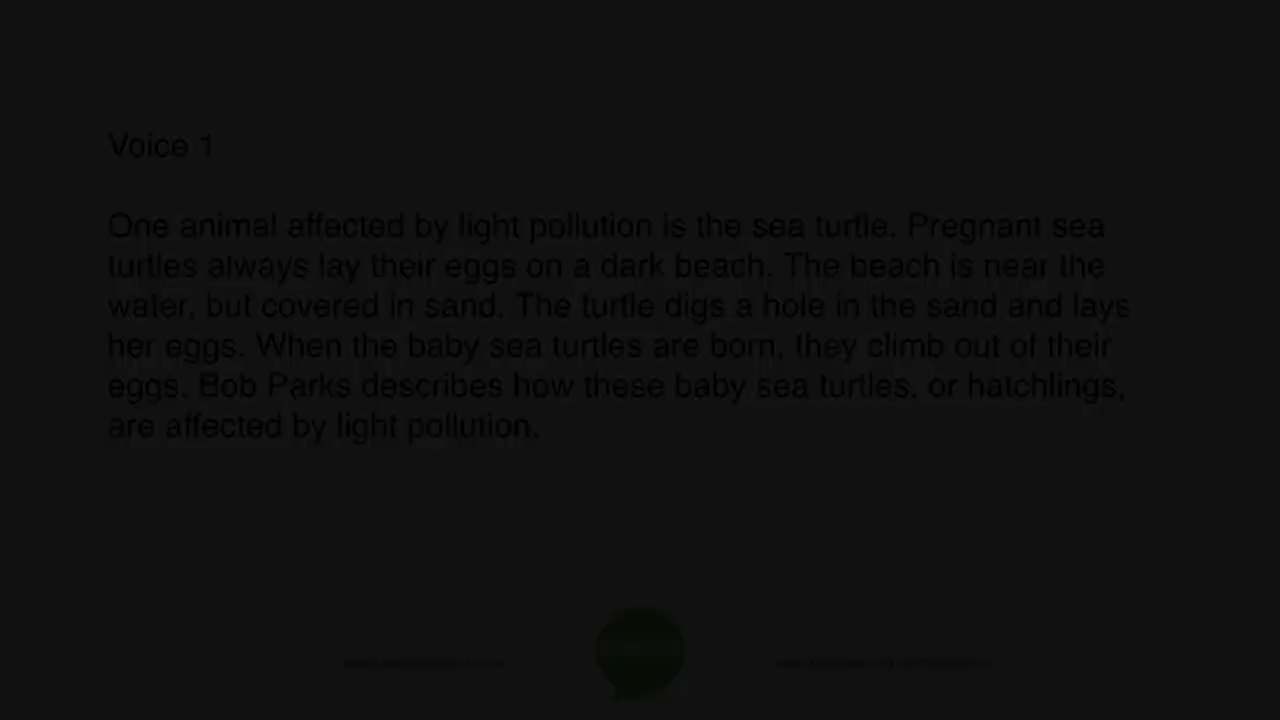 Voice 1
One animal affected by light pollution is the sea turtle. Pregnant sea
turtles always lay their eggs on a dark beach. The beach is near the
water, but covered in sand. The turtle digs a hole in the sand and lays
her eggs. When the baby sea turtles are born, they climb out of their
eggs. Bob Parks describes how these baby sea turtles, or hatchlings,
are affected by light pollution.